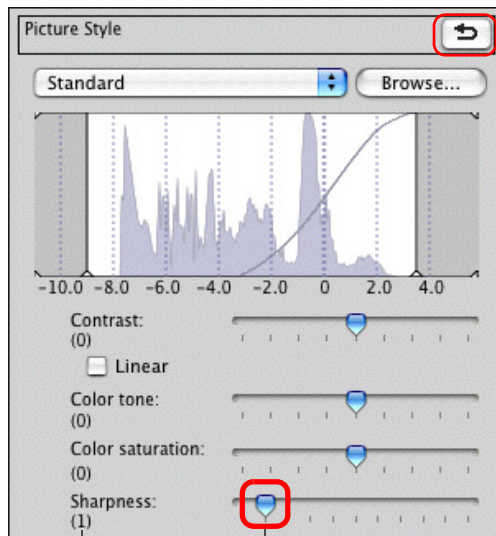 Picture Style
Standard Browse...
-10.0 -8.0 -6.0 -4.0 -2.0 0 2.0 4.0
Contrast:
(0)
Linear
Color tone:
(0)
Color saturation:
(0)
Sharpness:
(1)